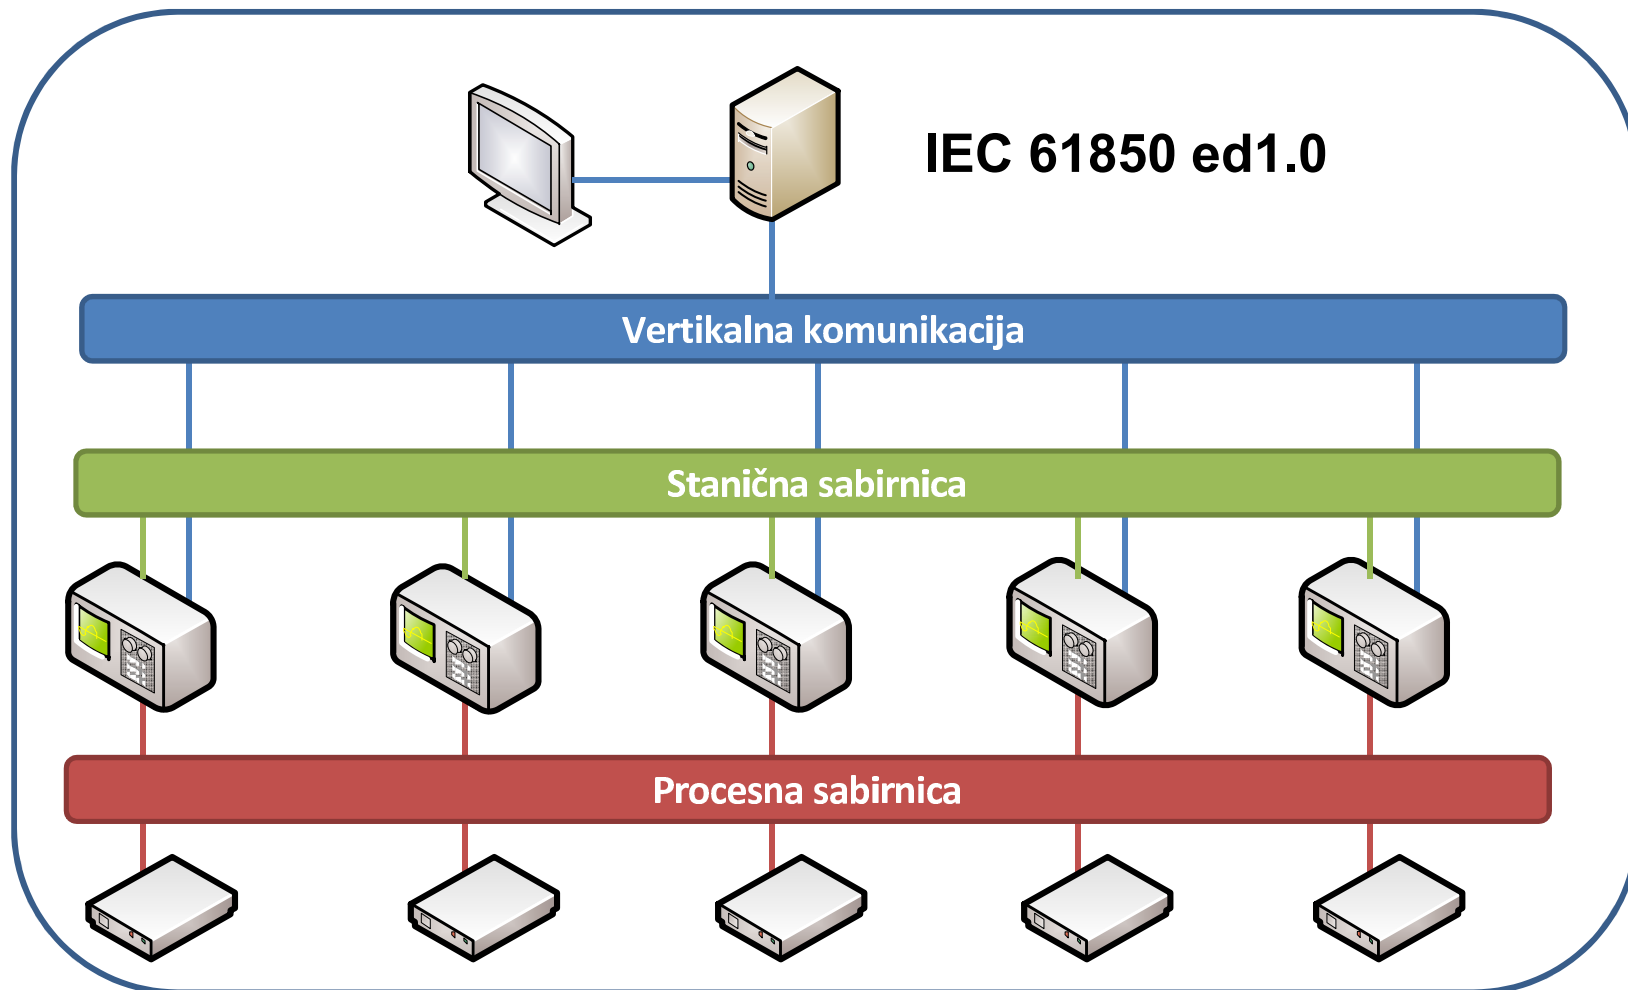 IEC 61850 ed1.0
Vertikalna komunikacija
Stanična sabirnica
Procesna sabirnica